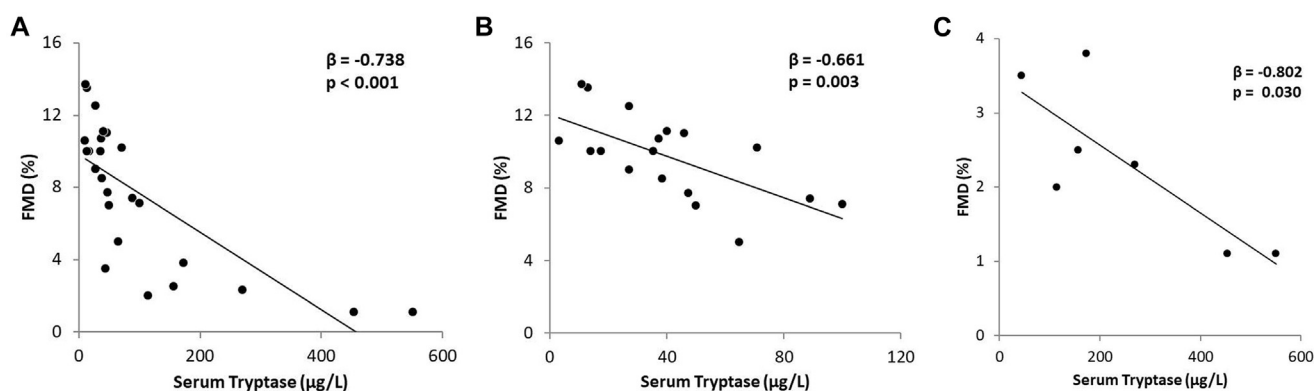 A
FMD (%)
16
12
8
4
0
β = -0.738
p < 0.001
0 200 400 600
Serum Tryptase (µg/L)
B
FMD (%)
16
12
8
4
0
β = -0.661
p = 0.003
0 40 80 120
Serum Tryptase (µg/L)
C
FMD (%)
4
3
2
1
0
β = -0.802
p = 0.030
0 200 400 600
Serum Tryptase (µg/L)